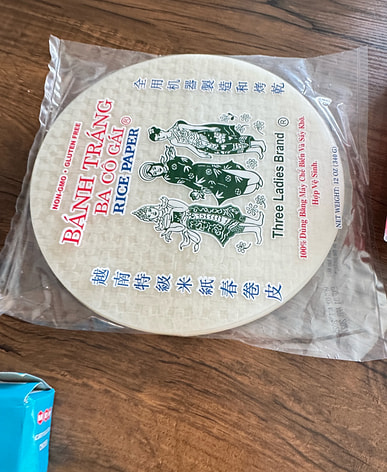 全用机器製造和烤乾
NON-GMO • GLUTEN FREE
BÁNH TRÁNG
BA CÔ GÁI ®
RICE PAPER
Three Ladies Brand ®
100% Dùng Bằng Máy Chế Biến Và Sấy Khô.
Hợp Vệ Sinh.
NET WEIGHT: 12 OZ (340 G)
越南特級米紙春卷皮